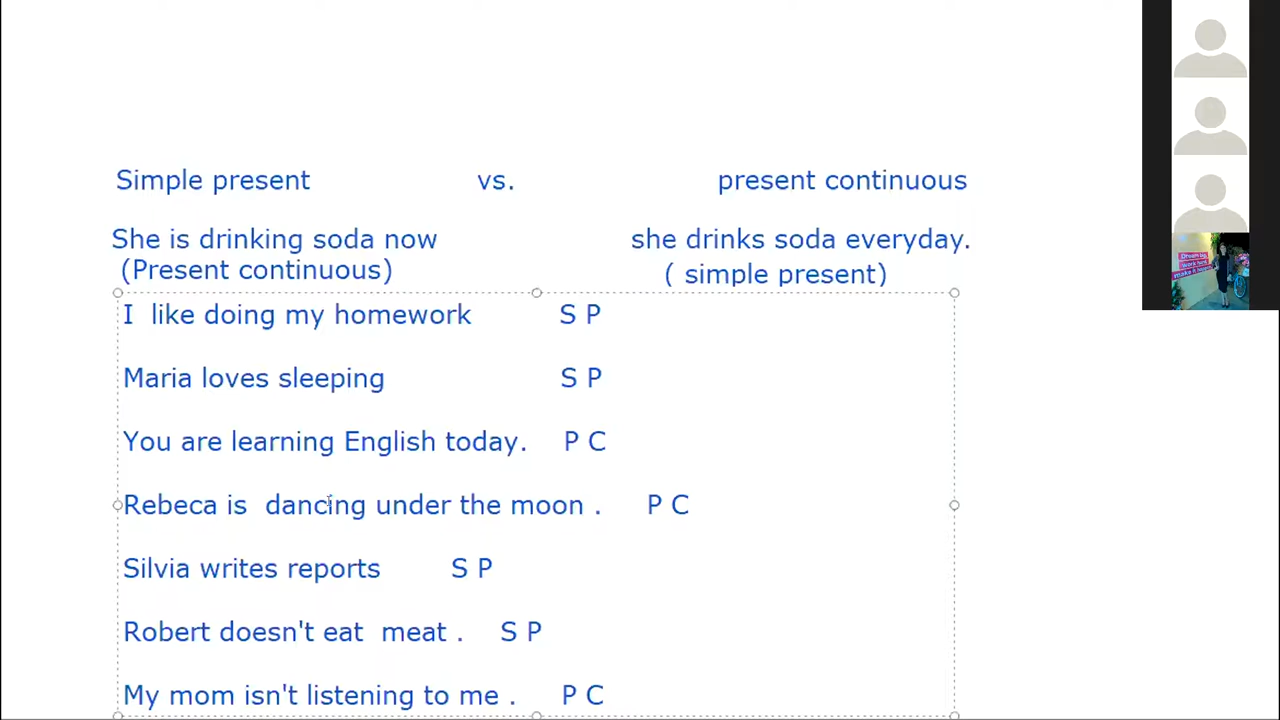 Simple present vs. present continuous
She is drinking soda now she drinks soda everyday.
(Present continuous) ( simple present)
I like doing my homework S P
Maria loves sleeping S P
You are learning English today. P C
Rebeca is dancing under the moon . P C
Silvia writes reports S P
Robert doesn't eat meat . S P
My mom isn't listening to me . P C